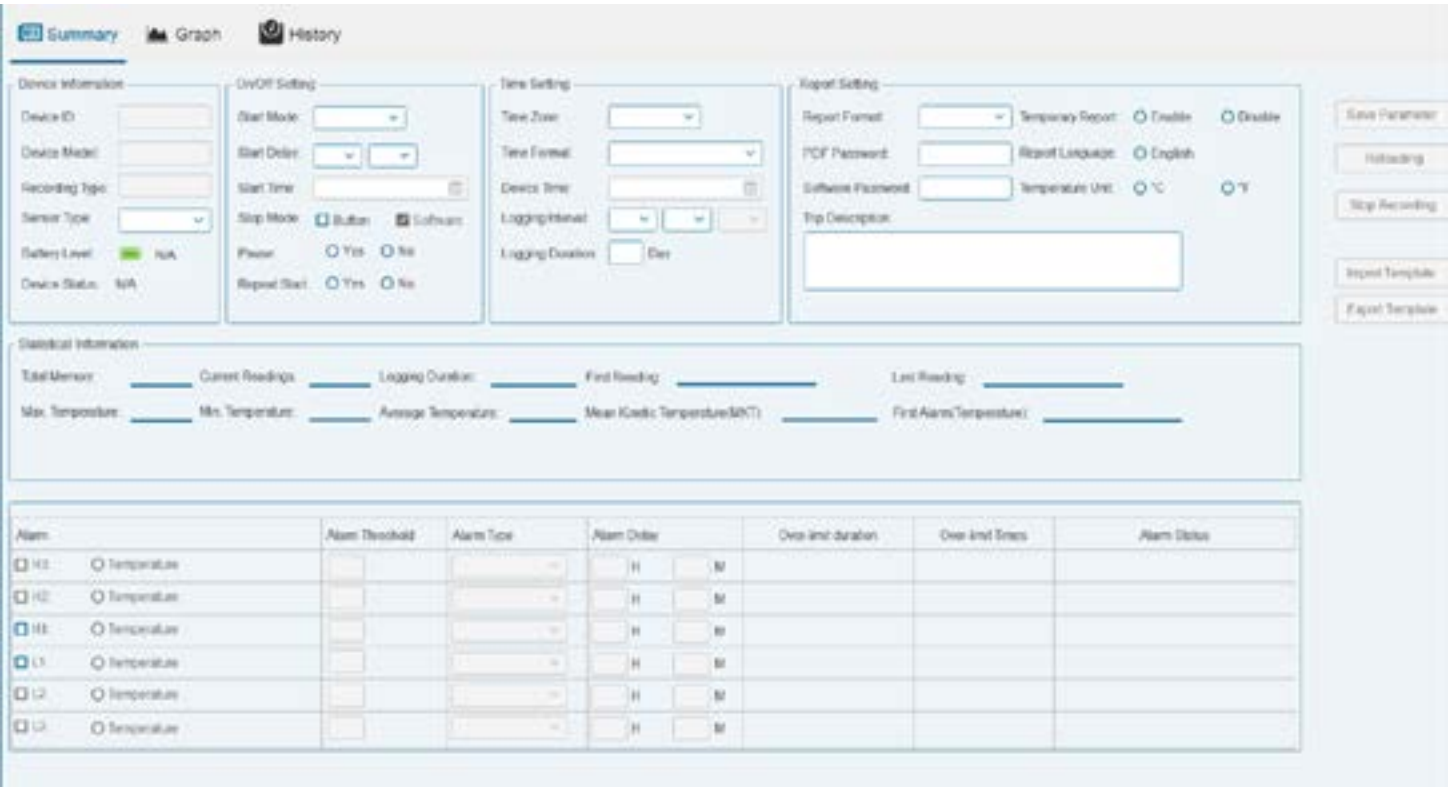 Summary Graph History
Device Information
Device ID:
Device Model:
Recording Type:
Sensor Type:
Battery Level: N/A
Device Status: N/A
On/Off Setting
Start Mode:
Start Delay:
Start Time:
Stop Mode: Button Software
Pause: Yes No
Repeat Start: Yes No
Time Setting
Time Zone:
Time Format:
Device Time:
Logging Interval:
Logging Duration: Day
Report Setting
Report Format: Temporary Report: Enable Disable
PDF Password: Report Language: English
Software Password: Temperature Unit: °C °F
Trip Description:
Save Parameter
Stop Recording
Import Template
Export Template
Statistical Information
Total Memory: Current Readings: Logging Duration: First Reading: Last Reading:
Max. Temperature: Min. Temperature: Average Temperature: Mean Kinetic Temperature(MKT): First Alarm(Temperature):
Alarm Alarm Threshold Alarm Type Alarm Delay Over-limit duration Over-limit Times Alarm Status
H3: Temperature H M
H2: Temperature H M
H1: Temperature H M
L1: Temperature H M
L2: Temperature H M
L3: Temperature H M